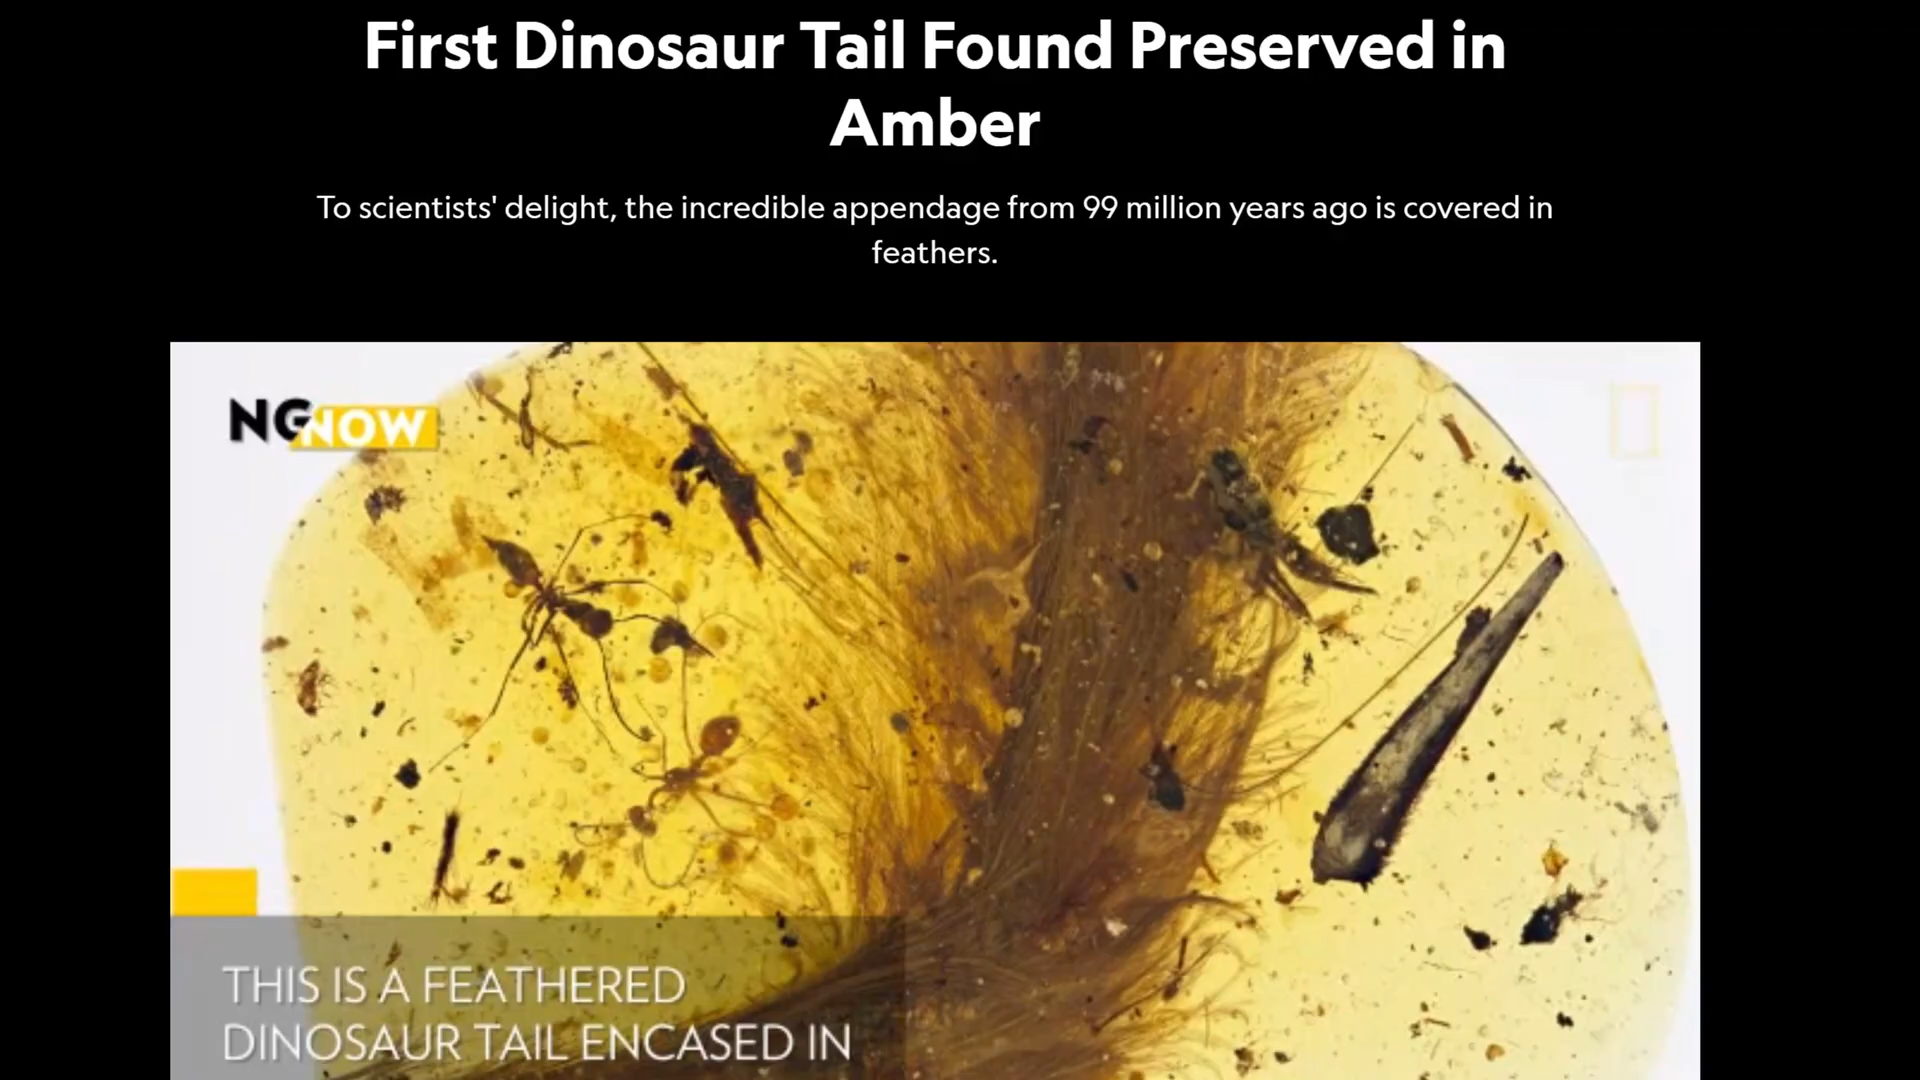 First Dinosaur Tail Found Preserved in
Amber
To scientists' delight, the incredible appendage from 99 million years ago is covered in
feathers.
NG NOW
THIS IS A FEATHERED
DINOSAUR TAIL ENCASED IN